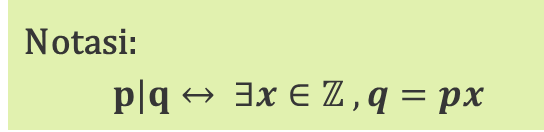 Notasi:
p|q ↔ ∃x ∈ ℤ , q = px